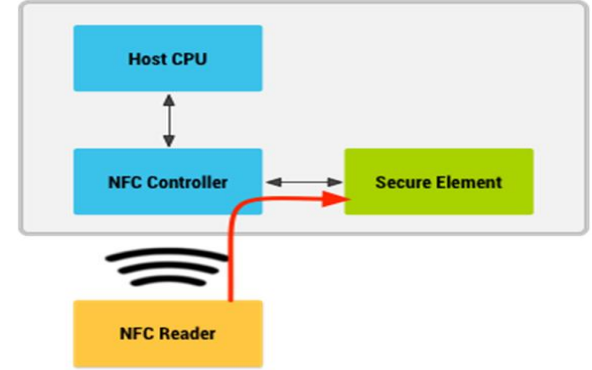 Host CPU
NFC Controller
Secure Element
NFC Reader